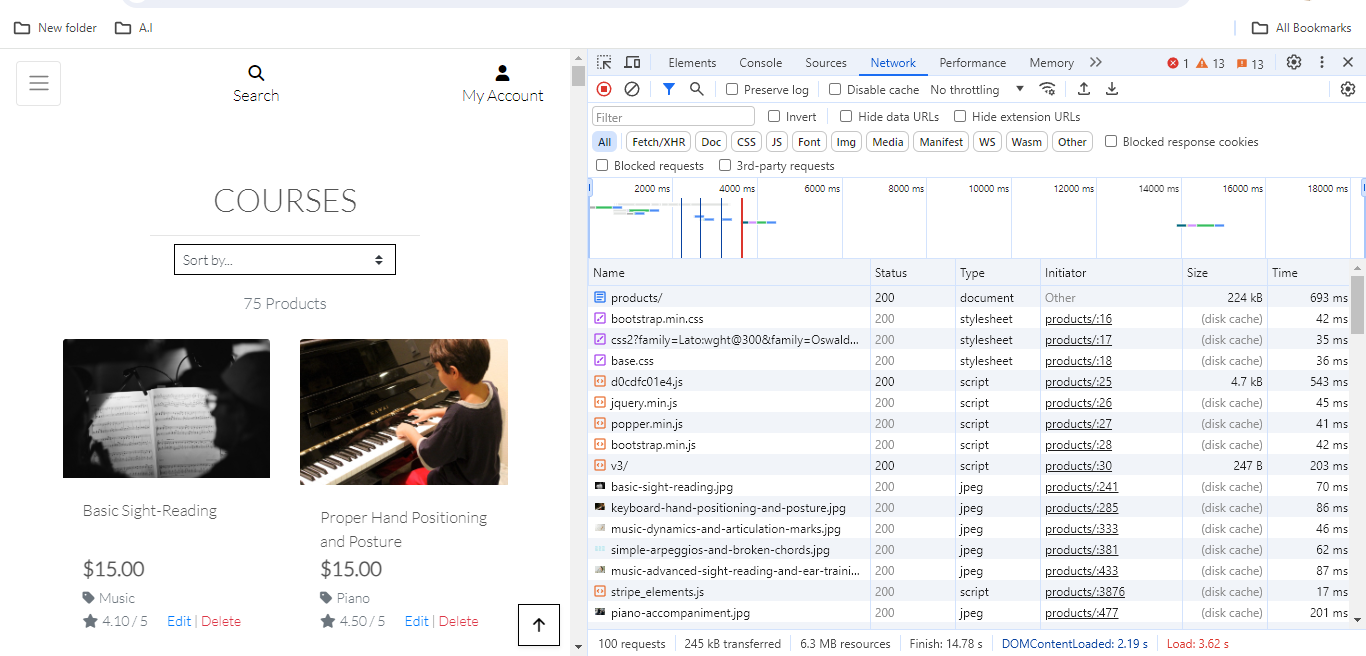 New folder
A.I
All Bookmarks
Search
My Account
COURSES
Sort by...
75 Products
Basic Sight-Reading
$15.00
Music
4.10 / 5
Edit | Delete
Proper Hand Positioning
and Posture
$15.00
Piano
4.50 / 5
Edit | Delete
Elements Console Sources Network Performance Memory 1 13 13
Preserve log Disable cache No throttling
Filter Invert Hide data URLs Hide extension URLs
All Fetch/XHR Doc CSS JS Font Img Media Manifest WS Wasm Other Blocked response cookies
Blocked requests 3rd-party requests
2000 ms 4000 ms 6000 ms 8000 ms 10000 ms 12000 ms 14000 ms 16000 ms 18000 ms
Name Status Type Initiator Size Time
products/ 200 document Other 224 kB 693 ms
bootstrap.min.css 200 stylesheet products/:16 (disk cache) 42 ms
css2?family=Lato:wght@300&family=Oswald... 200 stylesheet products/:17 (disk cache) 35 ms
base.css 200 stylesheet products/:18 (disk cache) 36 ms
d0cdfc01e4.js 200 script products/:25 4.7 kB 543 ms
jquery.min.js 200 script products/:26 (disk cache) 45 ms
popper.min.js 200 script products/:27 (disk cache) 41 ms
bootstrap.min.js 200 script products/:28 (disk cache) 42 ms
v3/ 200 script products/:30 247 B 203 ms
basic-sight-reading.jpg 200 jpeg products/:241 (disk cache) 70 ms
keyboard-hand-positioning-and-posture.jpg 200 jpeg products/:285 (disk cache) 86 ms
music-dynamics-and-articulation-marks.jpg 200 jpeg products/:333 (disk cache) 46 ms
simple-arpeggios-and-broken-chords.jpg 200 jpeg products/:381 (disk cache) 62 ms
music-advanced-sight-reading-and-ear-traini... 200 jpeg products/:433 (disk cache) 87 ms
stripe_elements.js 200 script products/:3876 (disk cache) 17 ms
piano-accompaniment.jpg 200 jpeg products/:477 (disk cache) 201 ms
100 requests 245 kB transferred 6.3 MB resources Finish: 14.78 s DOMContentLoaded: 2.19 s Load: 3.62 s